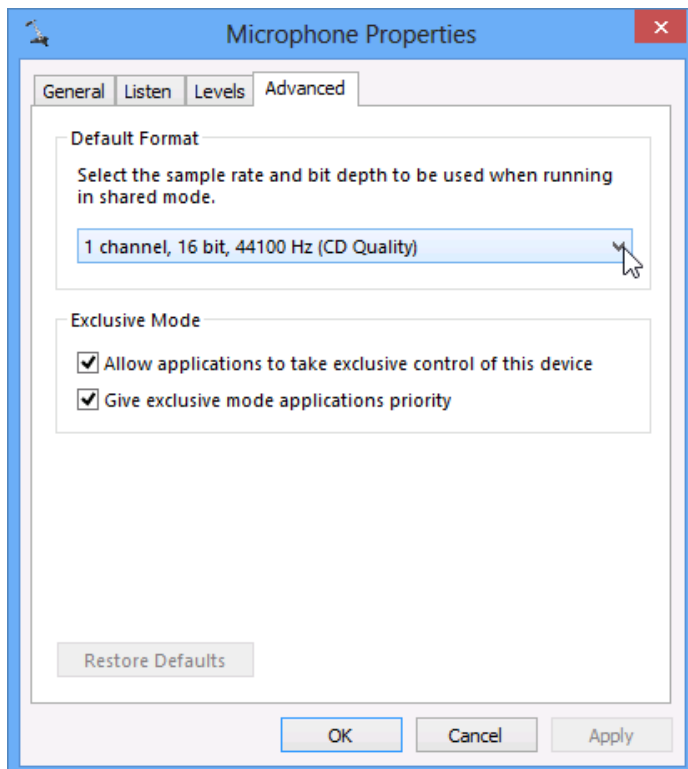 Microphone Properties
General Listen Levels Advanced
Default Format
Select the sample rate and bit depth to be used when running
in shared mode.
1 channel, 16 bit, 44100 Hz (CD Quality)
Exclusive Mode
Allow applications to take exclusive control of this device
Give exclusive mode applications priority
Restore Defaults
OK Cancel Apply